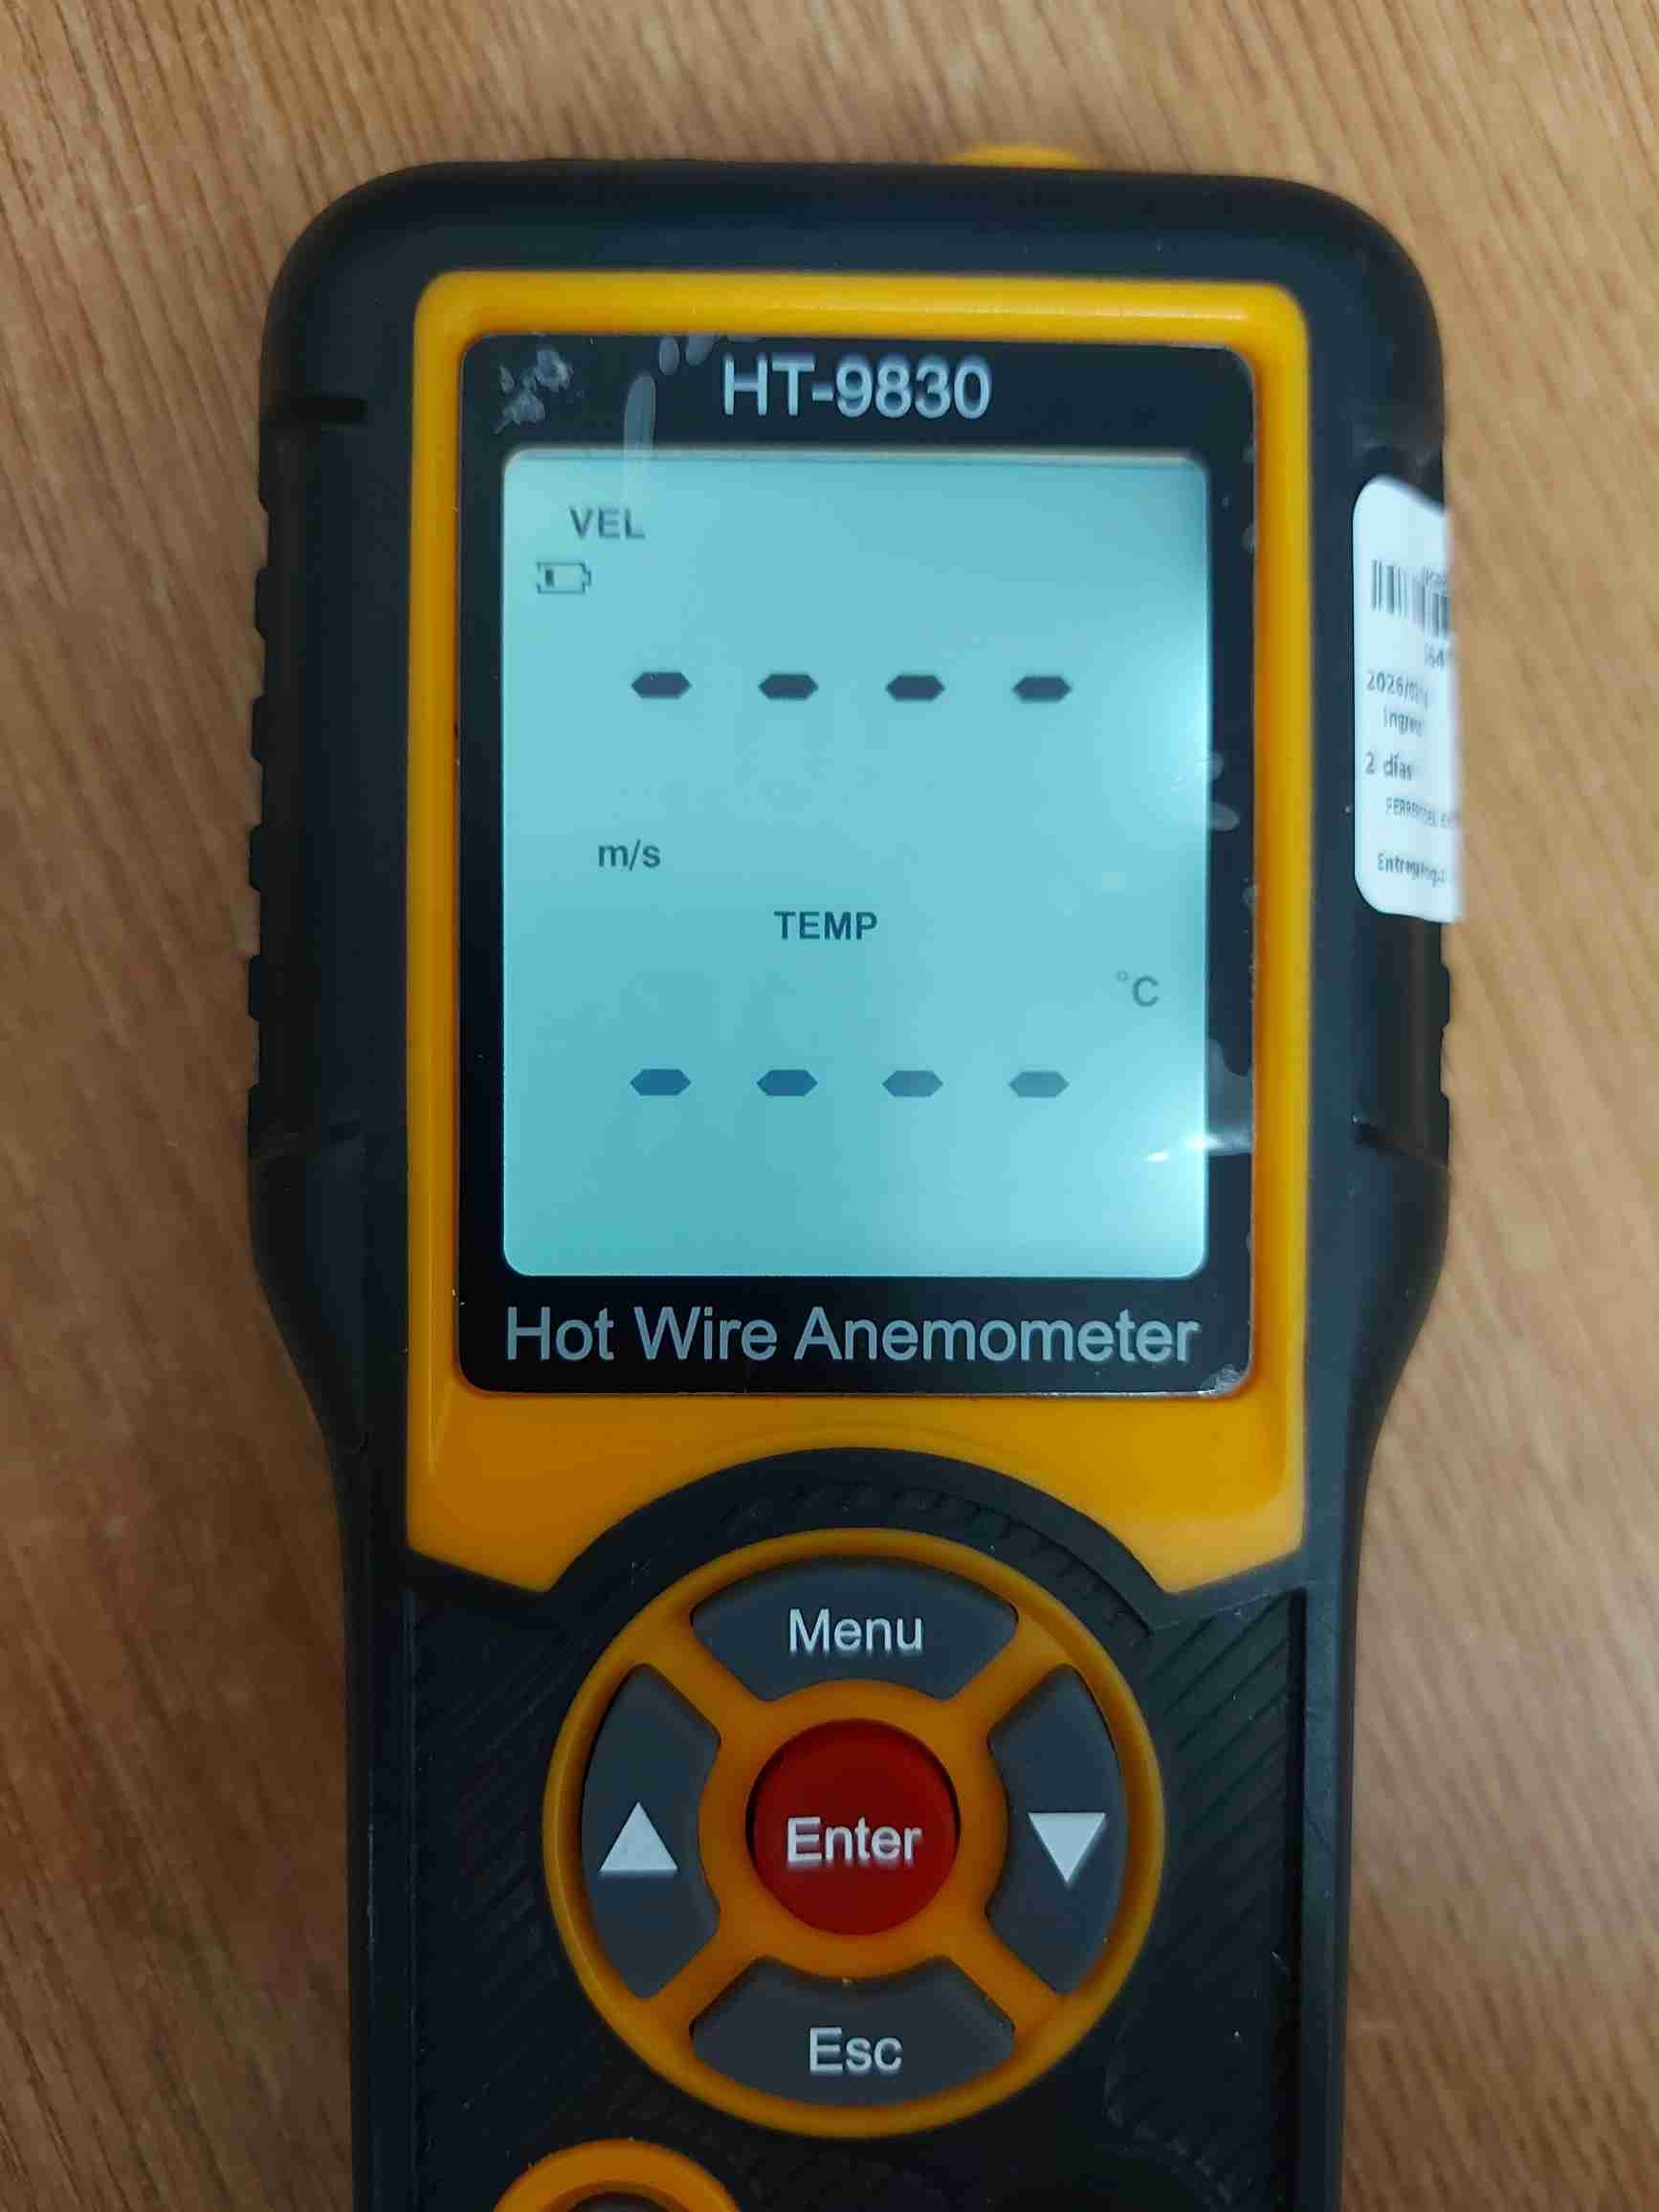 HT-9830
VEL
- - - -
m/s
TEMP
°C
- - - -
Hot Wire Anemometer
Menu
Enter
Esc
2 días